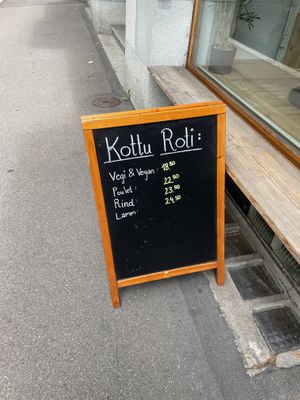 Kottu Roti:
Vegi & Vegan: 18.50
Poulet: 22.50
Rind: 23.50
Lamm: 24.50